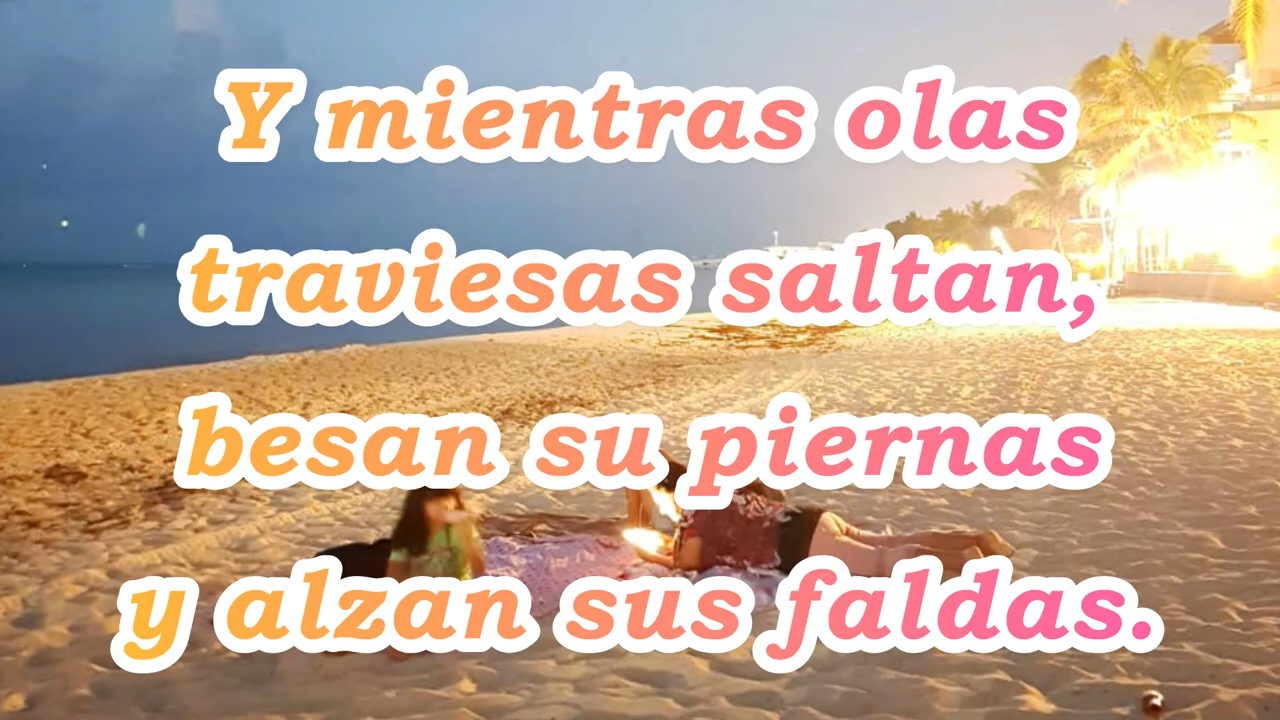 Y mientras olas
traviesas saltan,
besan su piernas
y alzan sus faldas.